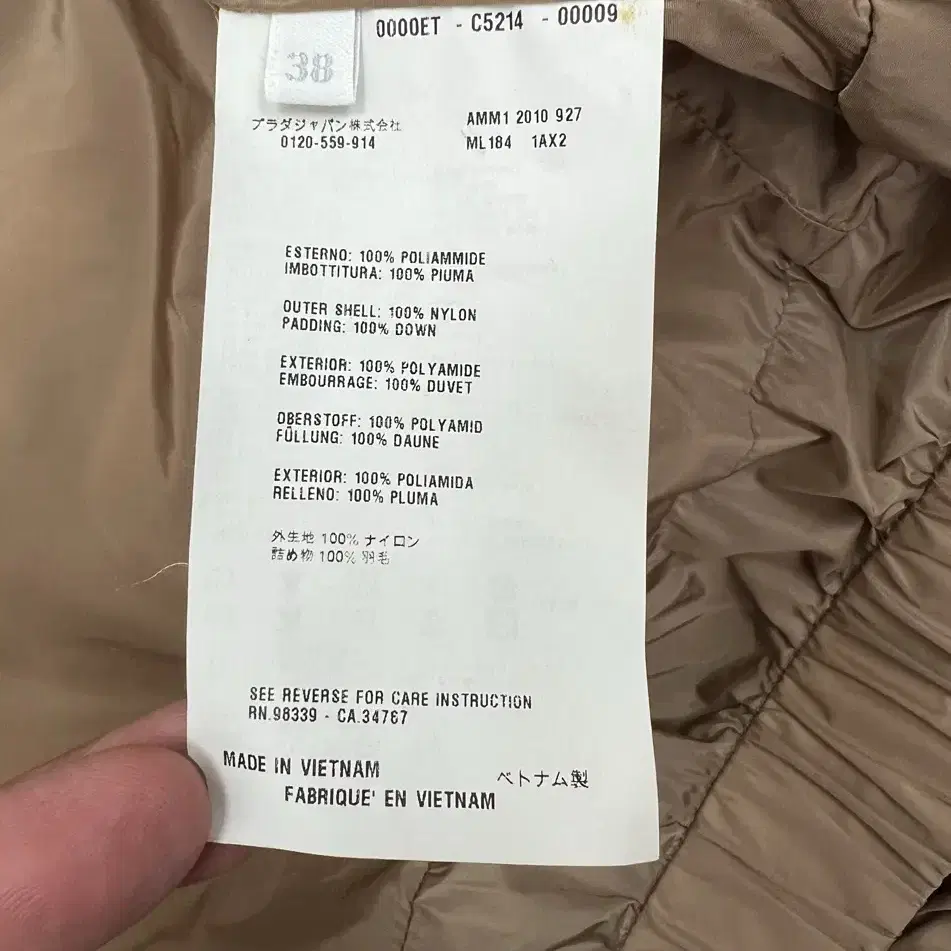 0000ET - C5214 - 00009
38
プラダジャパン株式会社
0120-559-914
AMM1 2010 927
ML184 1AX2
ESTERNO: 100% POLIAMMIDE
IMBOTTITURA: 100% PIUMA
OUTER SHELL: 100% NYLON
PADDING: 100% DOWN
EXTERIOR: 100% POLYAMIDE
EMBOURRAGE: 100% DUVET
OBERSTOFF: 100% POLYAMID
FÜLLUNG: 100% DAUNE
EXTERIOR: 100% POLIAMIDA
RELLENO: 100% PLUMA
外生地 100% ナイロン
詰め物 100% 羽毛
SEE REVERSE FOR CARE INSTRUCTION
RN.98339 - CA.34767
MADE IN VIETNAM
ベトナム製
FABRIQUE' EN VIETNAM